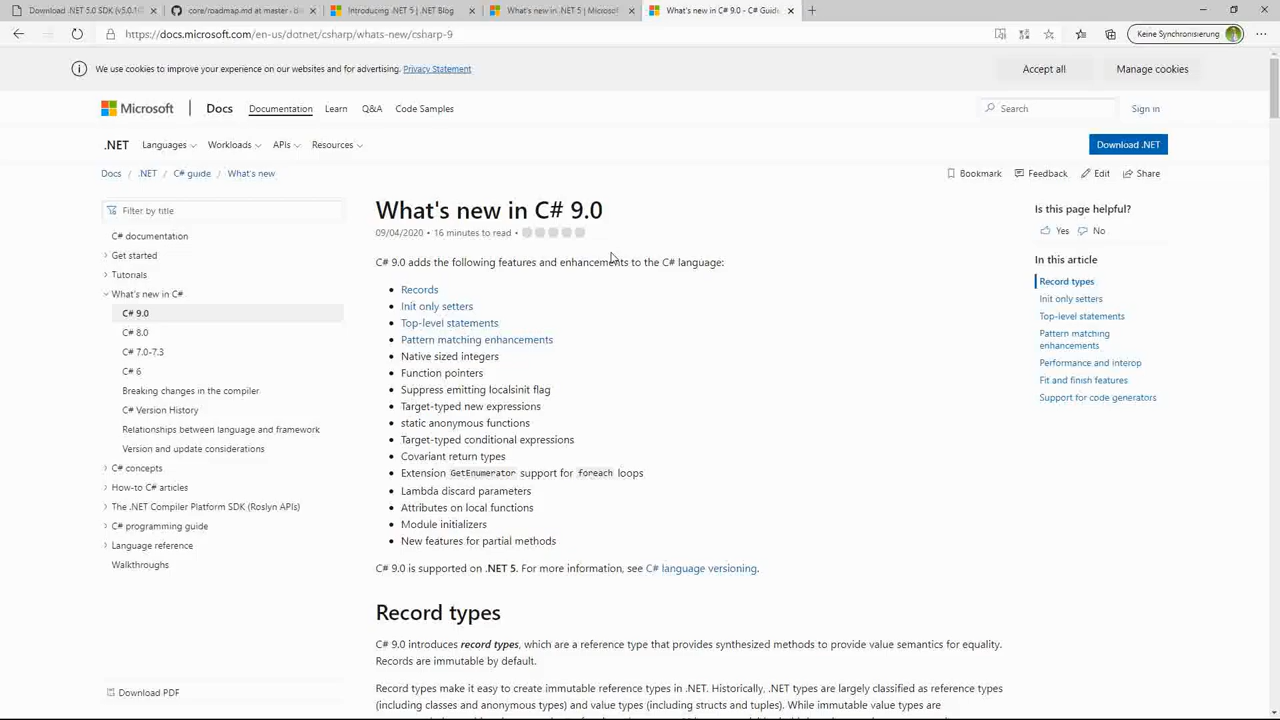 Download .NET 5.0 SDK (v5.0.10
core/roadmap.md at master
Introducing .NET 5 | .NET Blog
What's new in .NET 5 | Microsoft
What's new in C# 9.0 - C# Guide
https://docs.microsoft.com/en-us/dotnet/csharp/whats-new/csharp-9
Keine Synchronisierung
We use cookies to improve your experience on our websites and for advertising. Privacy Statement
Accept all
Manage cookies
Microsoft
Docs
Documentation
Learn
Q&A
Code Samples
Search
Sign in
.NET
Languages
Workloads
APIs
Resources
Download .NET
Docs / .NET / C# guide / What's new
Bookmark
Feedback
Edit
Share
Filter by title
C# documentation
Get started
Tutorials
What's new in C#
C# 9.0
C# 8.0
C# 7.0-7.3
C# 6
Breaking changes in the compiler
C# Version History
Relationships between language and framework
Version and update considerations
C# concepts
How-to C# articles
The .NET Compiler Platform SDK (Roslyn APIs)
C# programming guide
Language reference
Walkthroughs
Download PDF
What's new in C# 9.0
09/04/2020 • 16 minutes to read •
C# 9.0 adds the following features and enhancements to the C# language:
• Records
• Init only setters
• Top-level statements
• Pattern matching enhancements
• Native sized integers
• Function pointers
• Suppress emitting localsinit flag
• Target-typed new expressions
• static anonymous functions
• Target-typed conditional expressions
• Covariant return types
• Extension GetEnumerator support for foreach loops
• Lambda discard parameters
• Attributes on local functions
• Module initializers
• New features for partial methods
C# 9.0 is supported on .NET 5. For more information, see C# language versioning.
Record types
C# 9.0 introduces record types, which are a reference type that provides synthesized methods to provide value semantics for equality.
Records are immutable by default.
Record types make it easy to create immutable reference types in .NET. Historically, .NET types are largely classified as reference types
(including classes and anonymous types) and value types (including structs and tuples). While immutable value types are
Is this page helpful?
Yes
No
In this article
Record types
Init only setters
Top-level statements
Pattern matching
enhancements
Performance and interop
Fit and finish features
Support for code generators